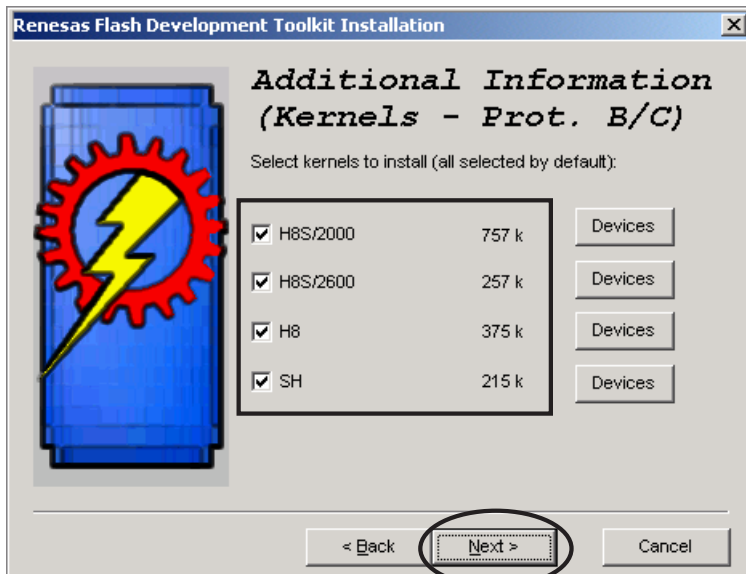 Renesas Flash Development Toolkit Installation
Additional Information
(Kernels - Prot. B/C)
Select kernels to install (all selected by default):
H8S/2000 757 k Devices
H8S/2600 257 k Devices
H8 375 k Devices
SH 215 k Devices
< Back Next > Cancel